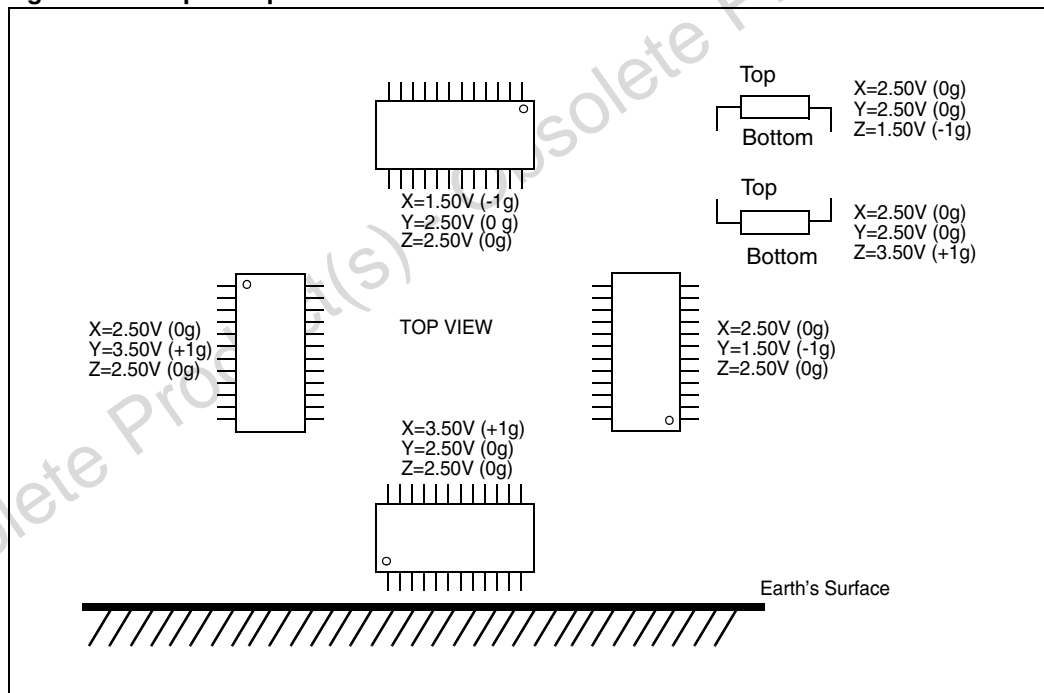 Top
X=2.50V (0g)
Y=2.50V (0g)
Z=1.50V (-1g)
Bottom
X=1.50V (-1g)
Y=2.50V (0 g)
Z=2.50V (0g)
Top
X=2.50V (0g)
Y=2.50V (0g)
Z=3.50V (+1g)
Bottom
X=2.50V (0g)
Y=3.50V (+1g)
Z=2.50V (0g)
TOP VIEW
X=2.50V (0g)
Y=1.50V (-1g)
Z=2.50V (0g)
X=3.50V (+1g)
Y=2.50V (0g)
Z=2.50V (0g)
Earth's Surface
Product(s) - Obsolete